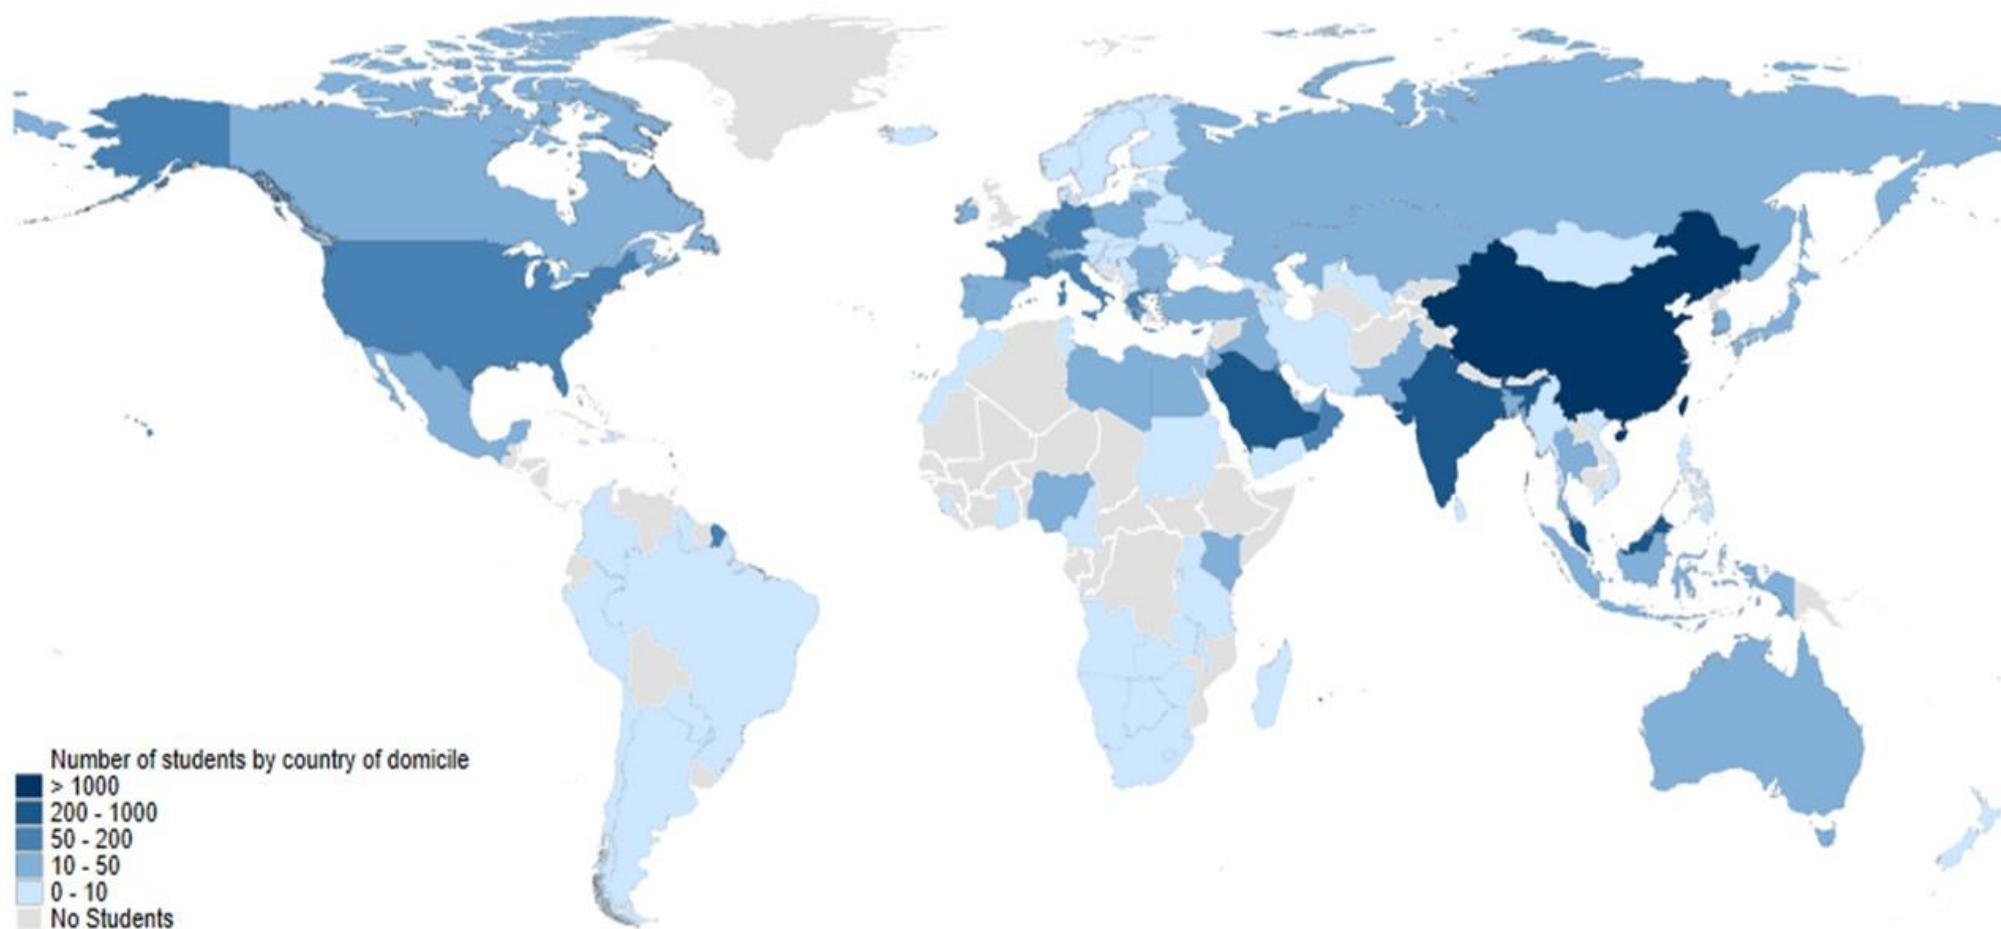 Number of students by country of domicile
> 1000
200 - 1000
50 - 200
10 - 50
0 - 10
No Students